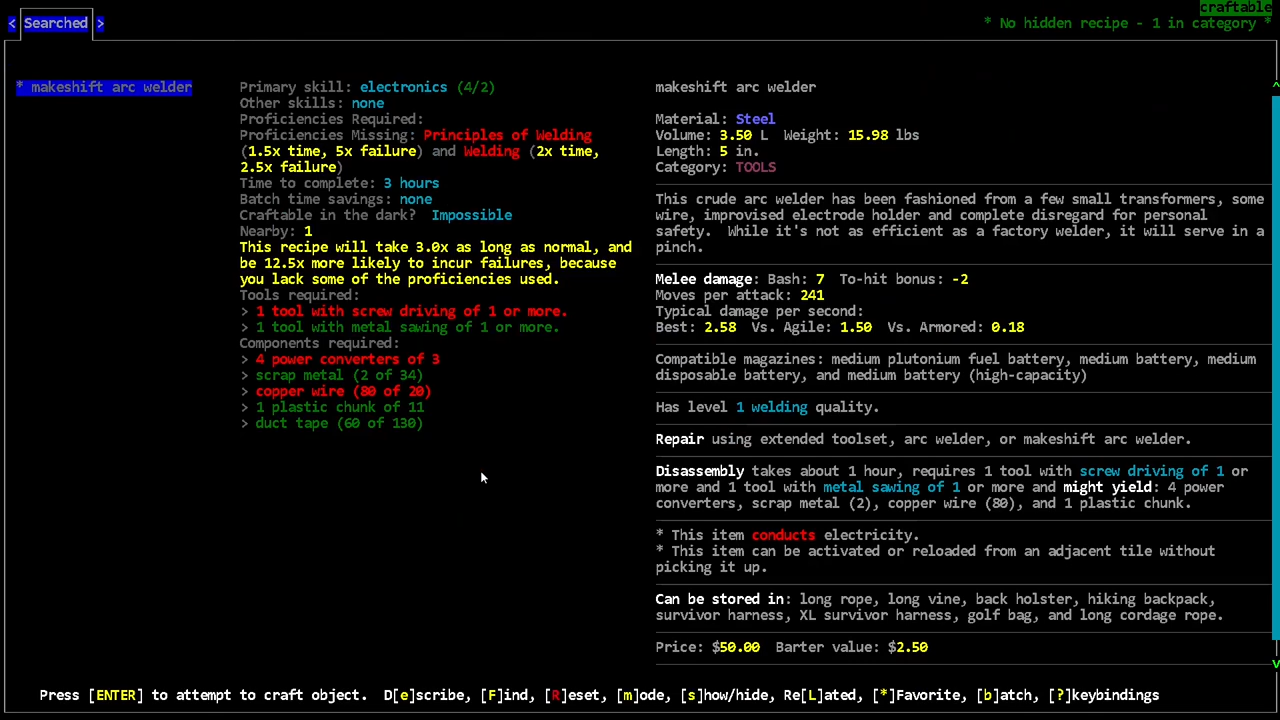 craftable
< Searched >
* No hidden recipe - 1 in category *
* makeshift arc welder
Primary skill: electronics (4/2)
Other skills: none
Proficiencies Required:
Proficiencies Missing: Principles of Welding
(1.5x time, 5x failure) and Welding (2x time,
2.5x failure)
Time to complete: 3 hours
Batch time savings: none
Craftable in the dark? Impossible
Nearby: 1
This recipe will take 3.0x as long as normal, and
be 12.5x more likely to incur failures, because
you lack some of the proficiencies used.
Tools required:
> 1 tool with screw driving of 1 or more.
> 1 tool with metal sawing of 1 or more.
Components required:
> 4 power converters of 3
> scrap metal (2 of 34)
> copper wire (80 of 20)
> 1 plastic chunk of 11
> duct tape (60 of 130)
makeshift arc welder
Material: Steel
Volume: 3.50 L Weight: 15.98 lbs
Length: 5 in.
Category: TOOLS
This crude arc welder has been fashioned from a few small transformers, some
wire, improvised electrode holder and complete disregard for personal
safety. While it's not as efficient as a factory welder, it will serve in a
pinch.
Melee damage: Bash: 7 To-hit bonus: -2
Moves per attack: 241
Typical damage per second:
Best: 2.58 Vs. Agile: 1.50 Vs. Armored: 0.18
Compatible magazines: medium plutonium fuel battery, medium battery, medium
disposable battery, and medium battery (high-capacity)
Has level 1 welding quality.
Repair using extended toolset, arc welder, or makeshift arc welder.
Disassembly takes about 1 hour, requires 1 tool with screw driving of 1 or
more and 1 tool with metal sawing of 1 or more and might yield: 4 power
converters, scrap metal (2), copper wire (80), and 1 plastic chunk.
* This item conducts electricity.
* This item can be activated or reloaded from an adjacent tile without
picking it up.
Can be stored in: long rope, long vine, back holster, hiking backpack,
survivor harness, XL survivor harness, golf bag, and long cordage rope.
Price: $50.00 Barter value: $2.50
Press [ENTER] to attempt to craft object. D[e]scribe, [F]ind, [R]eset, [m]ode, [s]how/hide, Re[L]ated, [*]Favorite, [b]atch, [?]keybindings